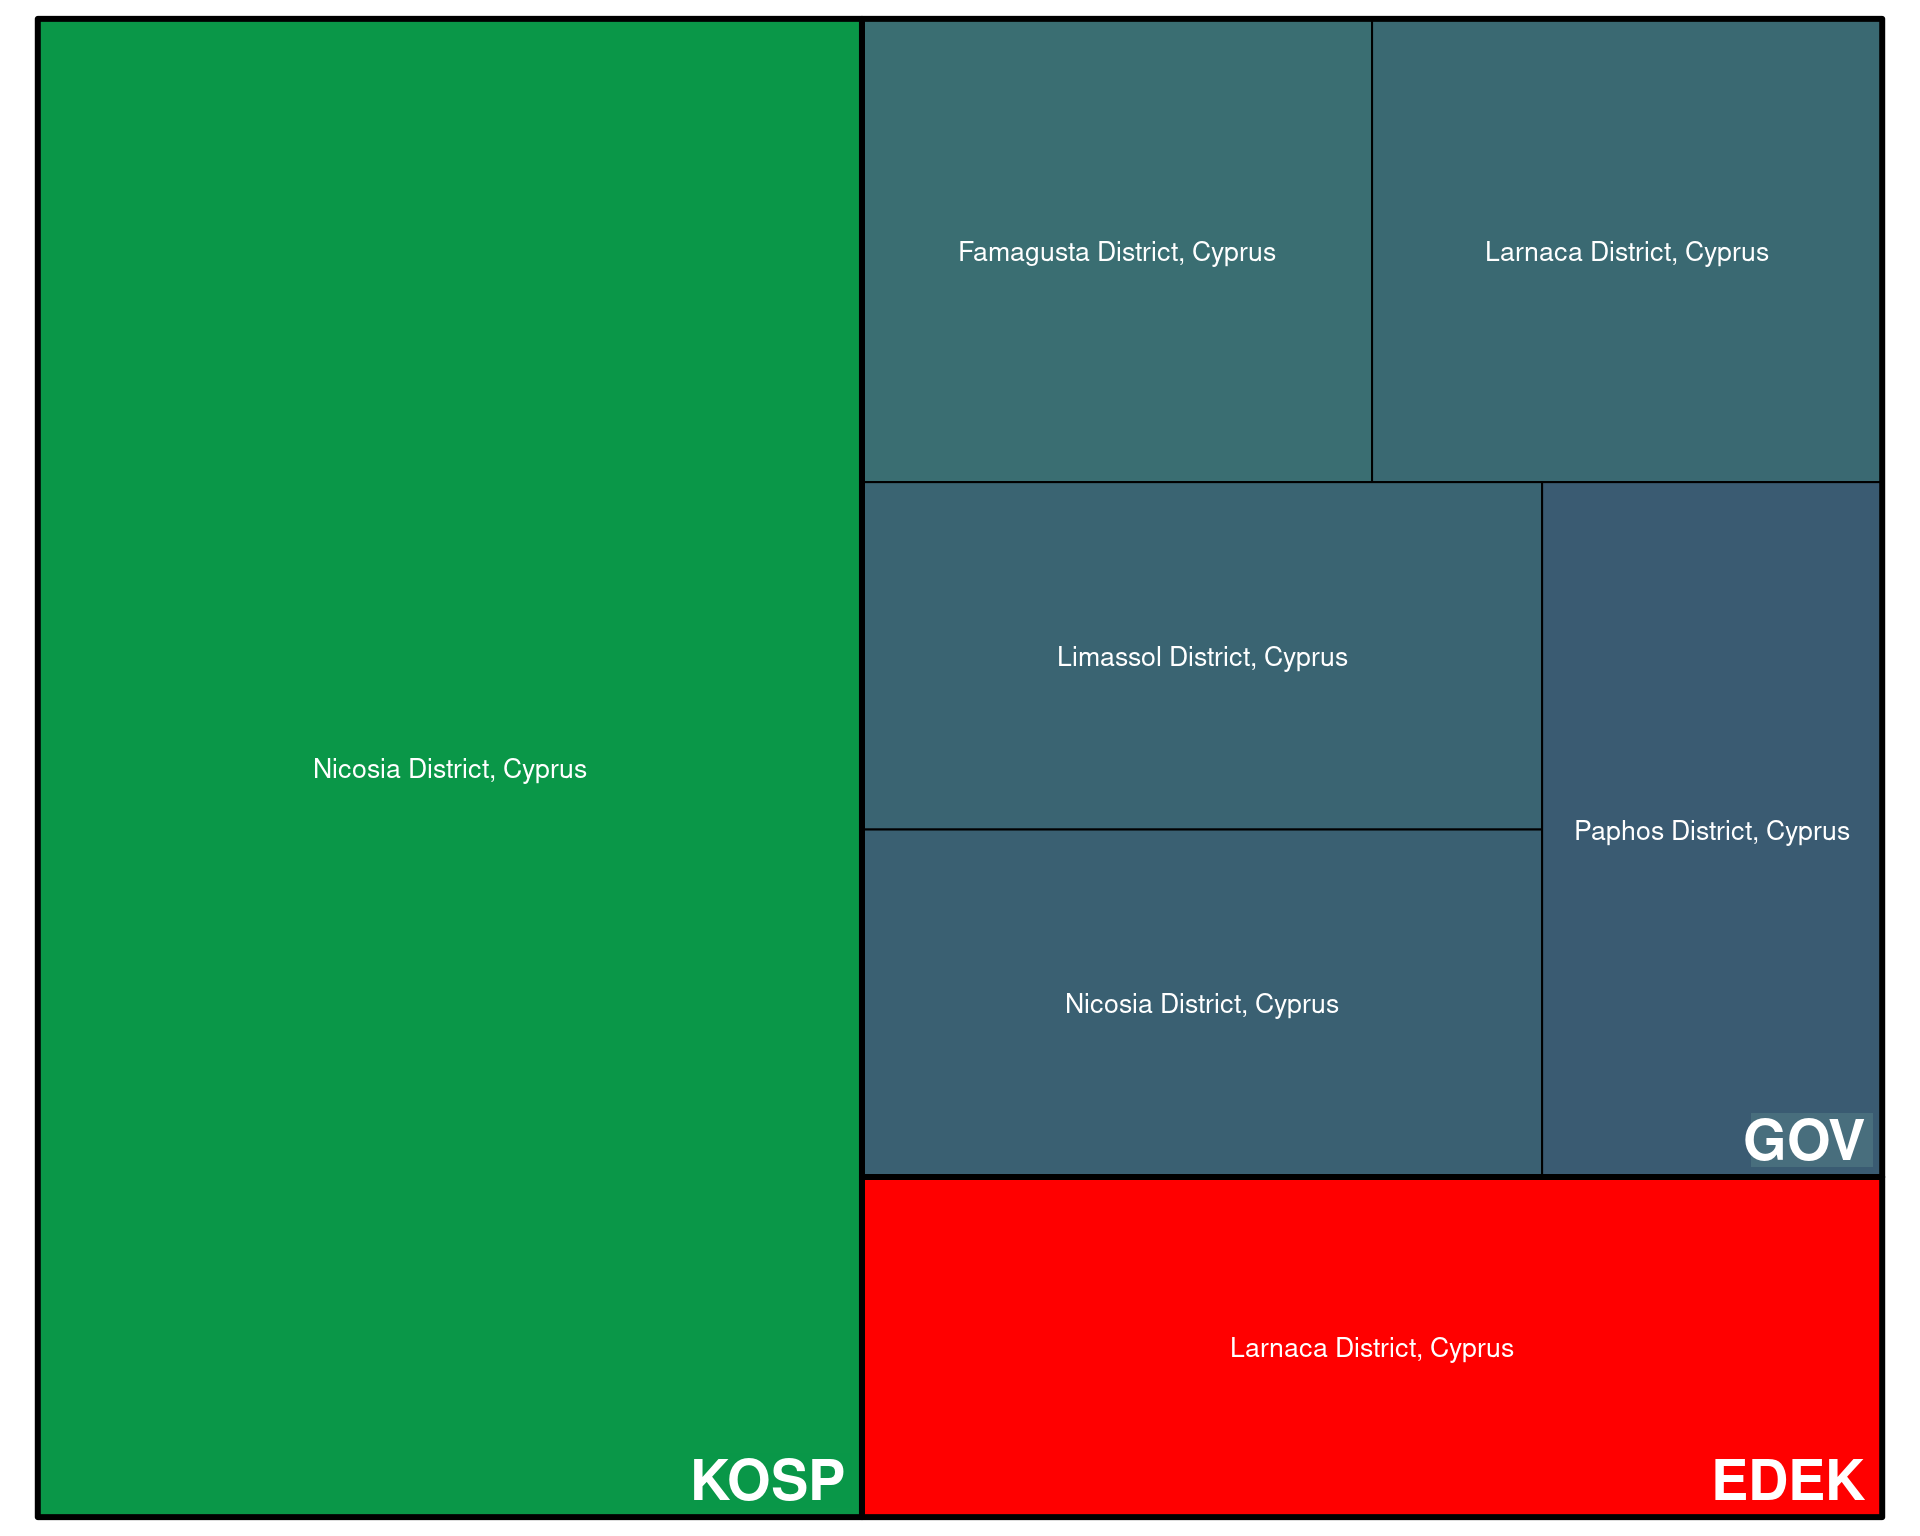 Famagusta District, Cyprus
Larnaca District, Cyprus
Limassol District, Cyprus
Nicosia District, Cyprus
Paphos District, Cyprus
Nicosia District, Cyprus
GOV
Larnaca District, Cyprus
KOSP
EDEK